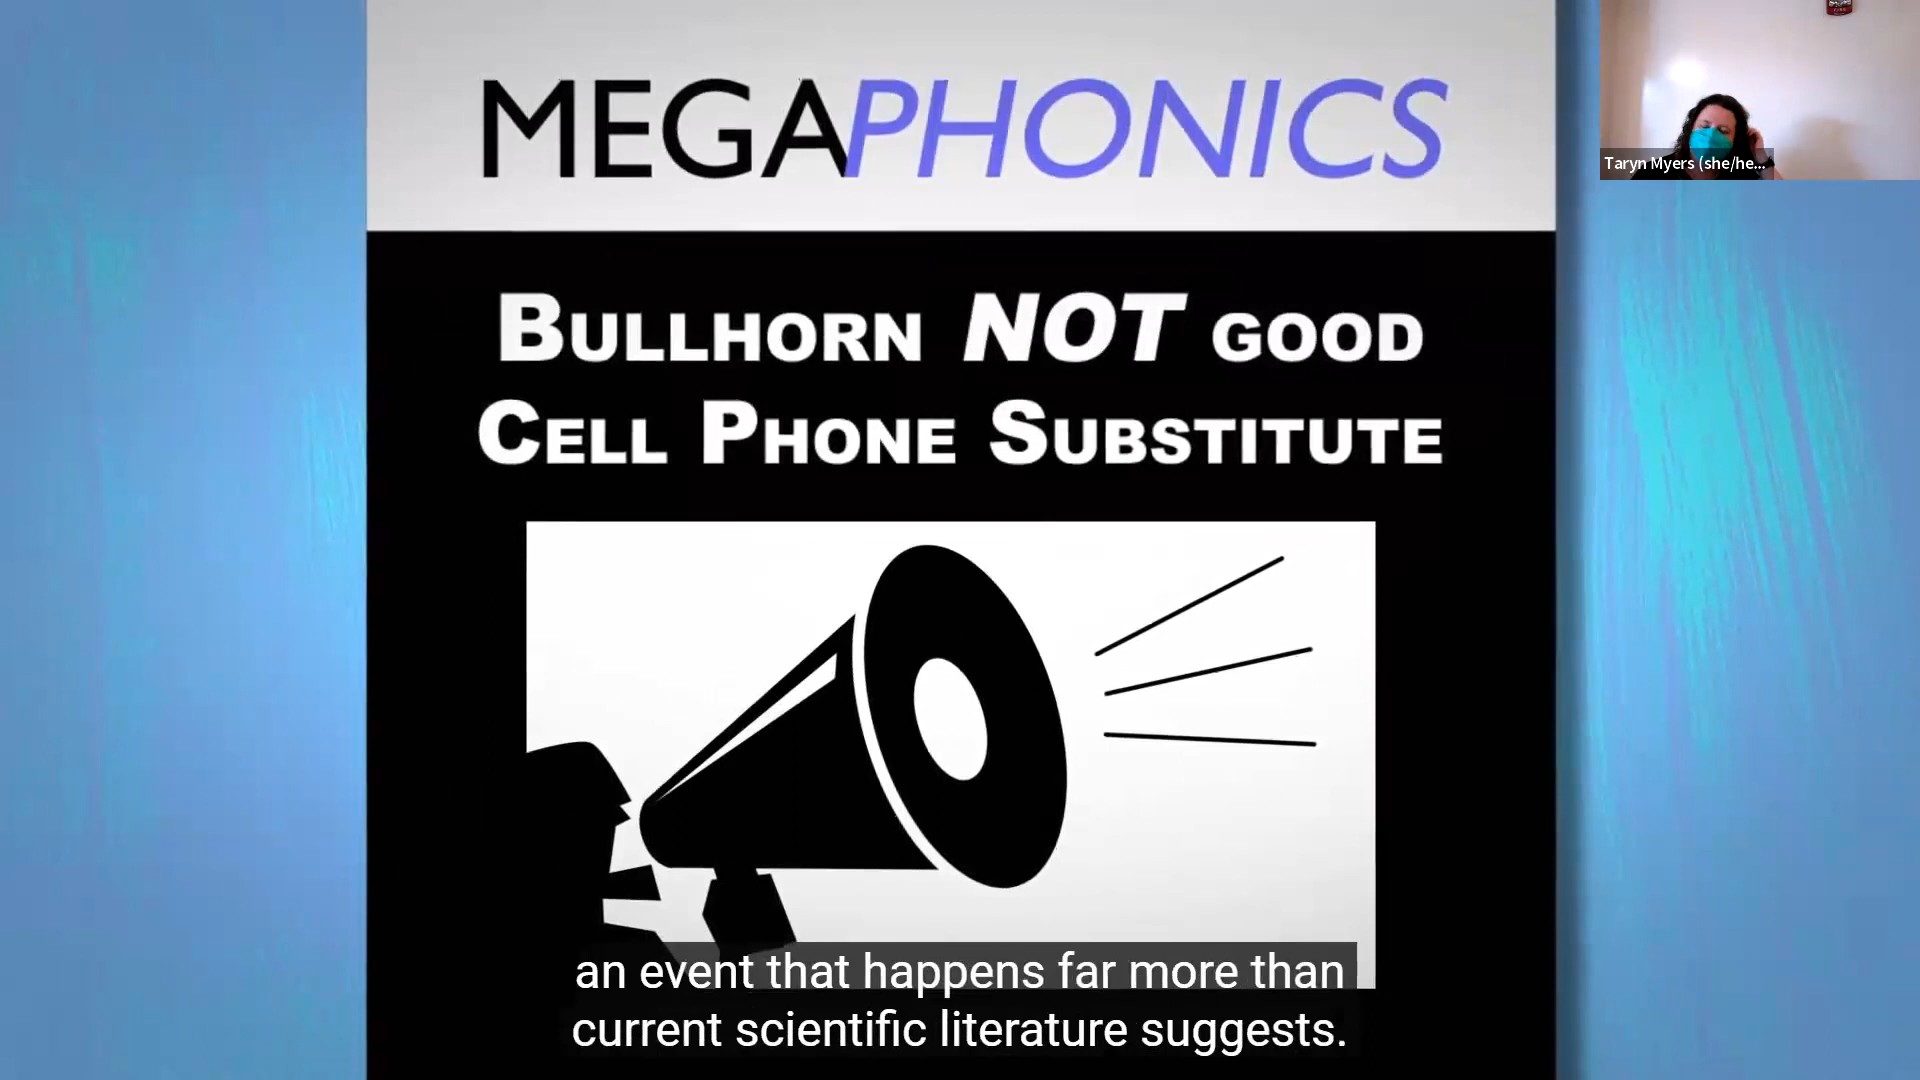 MEGAPHONICS
BULLHORN NOT GOOD
CELL PHONE SUBSTITUTE
an event that happens far more than
current scientific literature suggests.
Taryn Myers (she/he...